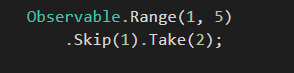 Observable.Range(1, 5)
.Skip(1).Take(2);